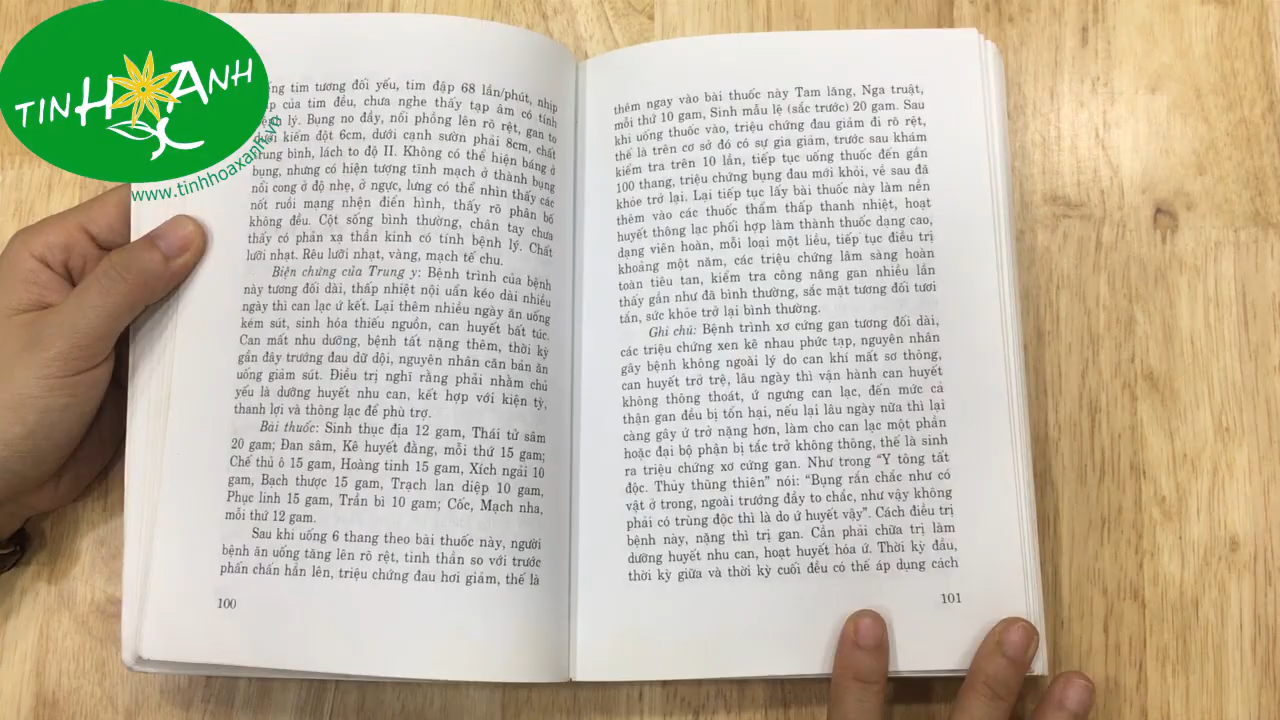 TINH HOA XANH
www.tinhhoaxanh.vn
tim tương đối yếu, tim đập 68 lần/phút, nhịp
của tim đều, chưa nghe thấy tạp âm có tính
lý. Bụng no đầy, nổi phồng lên rõ rệt, gan to
kiếm đột 6cm, dưới cạnh sườn phải 8cm, chất
trung bình, lách to độ II. Không có thể hiện báng ở
bụng, nhưng có hiện tượng tĩnh mạch ở thành bụng
nổi cong ở độ nhẹ, ở ngực, lưng có thể nhìn thấy các
nốt ruồi mạng nhện điển hình, thấy rõ phân bố
không đều. Cột sống bình thường, chân tay chưa
thấy có phản xạ thần kinh có tính bệnh lý. Chất
lưỡi nhạt. Rêu lưỡi nhạt, vàng, mạch tế chu.
Biện chứng của Trung y: Bệnh trình của bệnh
này tương đối dài, thấp nhiệt nội uẩn kéo dài nhiều
ngày thì can lạc ứ kết. Lại thêm nhiều ngày ăn uống
kém sút, sinh hóa thiếu nguồn, can huyết bất túc.
Can mất nhu dưỡng, bệnh tất nặng thêm, thời kỳ
gần đây trướng đau dữ dội, nguyên nhân căn bản ăn
uống giảm sút. Điều trị nghĩ rằng phải nhằm chủ
yếu là dưỡng huyết nhu can, kết hợp với kiện tỳ,
thanh lợi và thông lạc để phù trợ.
Bài thuốc: Sinh thục địa 12 gam, Thái tử sâm
20 gam; Đan sâm, Kê huyết đằng, mỗi thứ 15 gam;
Chế thủ ô 15 gam, Hoàng tinh 15 gam, Xích ngải 10
gam, Bạch thược 15 gam, Trạch lan diệp 10 gam,
Phục linh 15 gam, Trần bì 10 gam; Cốc, Mạch nha,
mỗi thứ 12 gam.
Sau khi uống 6 thang theo bài thuốc này, người
bệnh ăn uống tăng lên rõ rệt, tinh thần so với trước
phấn chấn hẳn lên, triệu chứng đau hơi giảm, thế là
100
thêm ngay vào bài thuốc này Tam lăng, Nga truật,
mỗi thứ 10 gam, Sinh mẫu lệ (sắc trước) 20 gam. Sau
khi uống thuốc vào, triệu chứng đau giảm đi rõ rệt,
thế là trên cơ sở đó có sự gia giảm, trước sau khám
kiểm tra trên 10 lần, tiếp tục uống thuốc đến gần
100 thang, triệu chứng bụng đau mới khỏi, về sau đã
khỏe trở lại. Lại tiếp tục lấy bài thuốc này làm nền
thêm vào các thuốc thẩm thấp thanh nhiệt, hoạt
huyết thông lạc phối hợp làm thành thuốc dạng cao,
dạng viên hoàn, mỗi loại một liều, tiếp tục điều trị
khoảng một năm, các triệu chứng lâm sàng hoàn
toàn tiêu tan, kiểm tra công năng gan nhiều lần
thấy gần như đã bình thường, sắc mặt tương đối tươi
tắn, sức khỏe trở lại bình thường.
Ghi chú: Bệnh trình xơ cứng gan tương đối dài,
các triệu chứng xen kẽ nhau phức tạp, nguyên nhân
gây bệnh không ngoài lý do can khí mất sơ thông,
can huyết trở trệ, lâu ngày thì vận hành can huyết
không thông thoát, ứ ngưng can lạc, đến mức cả
thận gan đều bị tổn hại, nếu lại lâu ngày nữa thì lại
càng gây ứ trở nặng hơn, làm cho can lạc một phần
hoặc đại bộ phận bị tắc trở không thông, thế là sinh
ra triệu chứng xơ cứng gan. Như trong "Y tông tất
độc. Thủy thũng thiên" nói: "Bụng rắn chắc như có
vật ở trong, ngoài trướng đầy to chắc, như vậy không
phải có trùng độc thì là do ứ huyết vậy". Cách điều trị
bệnh này, nặng thì trị gan. Cần phải chữa trị làm
dưỡng huyết nhu can, hoạt huyết hóa ứ. Thời kỳ đầu,
thời kỳ giữa và thời kỳ cuối đều có thể áp dụng cách
101